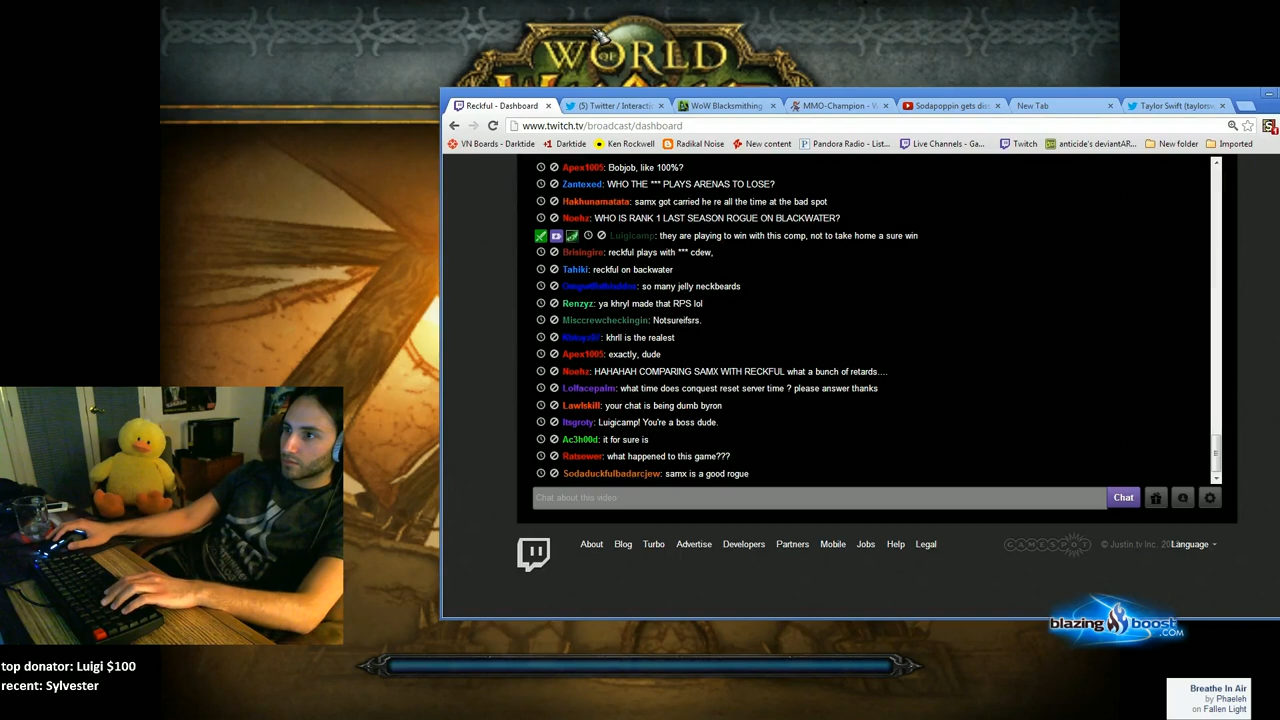 WORLD
OF
Reckful - Dashboard
(5) Twitter / Interactio
WoW Blacksmithing
MMO-Champion - W
Sodapoppin gets dis
New Tab
Taylor Swift (taylorsw
www.twitch.tv/broadcast/dashboard
VN Boards - Darktide
+1 Darktide
Ken Rockwell
Radikal Noise
New content
Pandora Radio - List...
Live Channels - Ga...
Twitch
anticide's deviantAR...
New folder
Imported
Apex1005: Bobjob, like 100%?
Zantexed: WHO THE *** PLAYS ARENAS TO LOSE?
Hakhunamatata: samx got carried he re all the time at the bad spot
Noehz: WHO IS RANK 1 LAST SEASON ROGUE ON BLACKWATER?
Luigicamp: they are playing to win with this comp, not to take home a sure win
Brisingire: reckful plays with *** cdew,
Tahiki: reckful on backwater
: so many jelly neckbeards
Renzyz: ya khryl made that RPS lol
Misccrewcheckingin: Notsureifsrs.
: khrll is the realest
Apex1005: exactly, dude
Noehz: HAHAHAH COMPARING SAMX WITH RECKFUL what a bunch of retards....
Lolfacepalm: what time does conquest reset server time ? please answer thanks
Lawlskill: your chat is being dumb byron
Itsgroty: Luigicamp! You're a boss dude.
Ac3h00d: it for sure is
Ratsower: what happened to this game???
Sodaduckfulbadarcjew: samx is a good rogue
Chat about this video
Chat
About
Blog
Turbo
Advertise
Developers
Partners
Mobile
Jobs
Help
Legal
GAMESPOT
© Justin.tv Inc. 20
Language
blazing boost
.COM
top donator: Luigi $100
recent: Sylvester
Breathe In Air
by Phaeleh
on Fallen Light